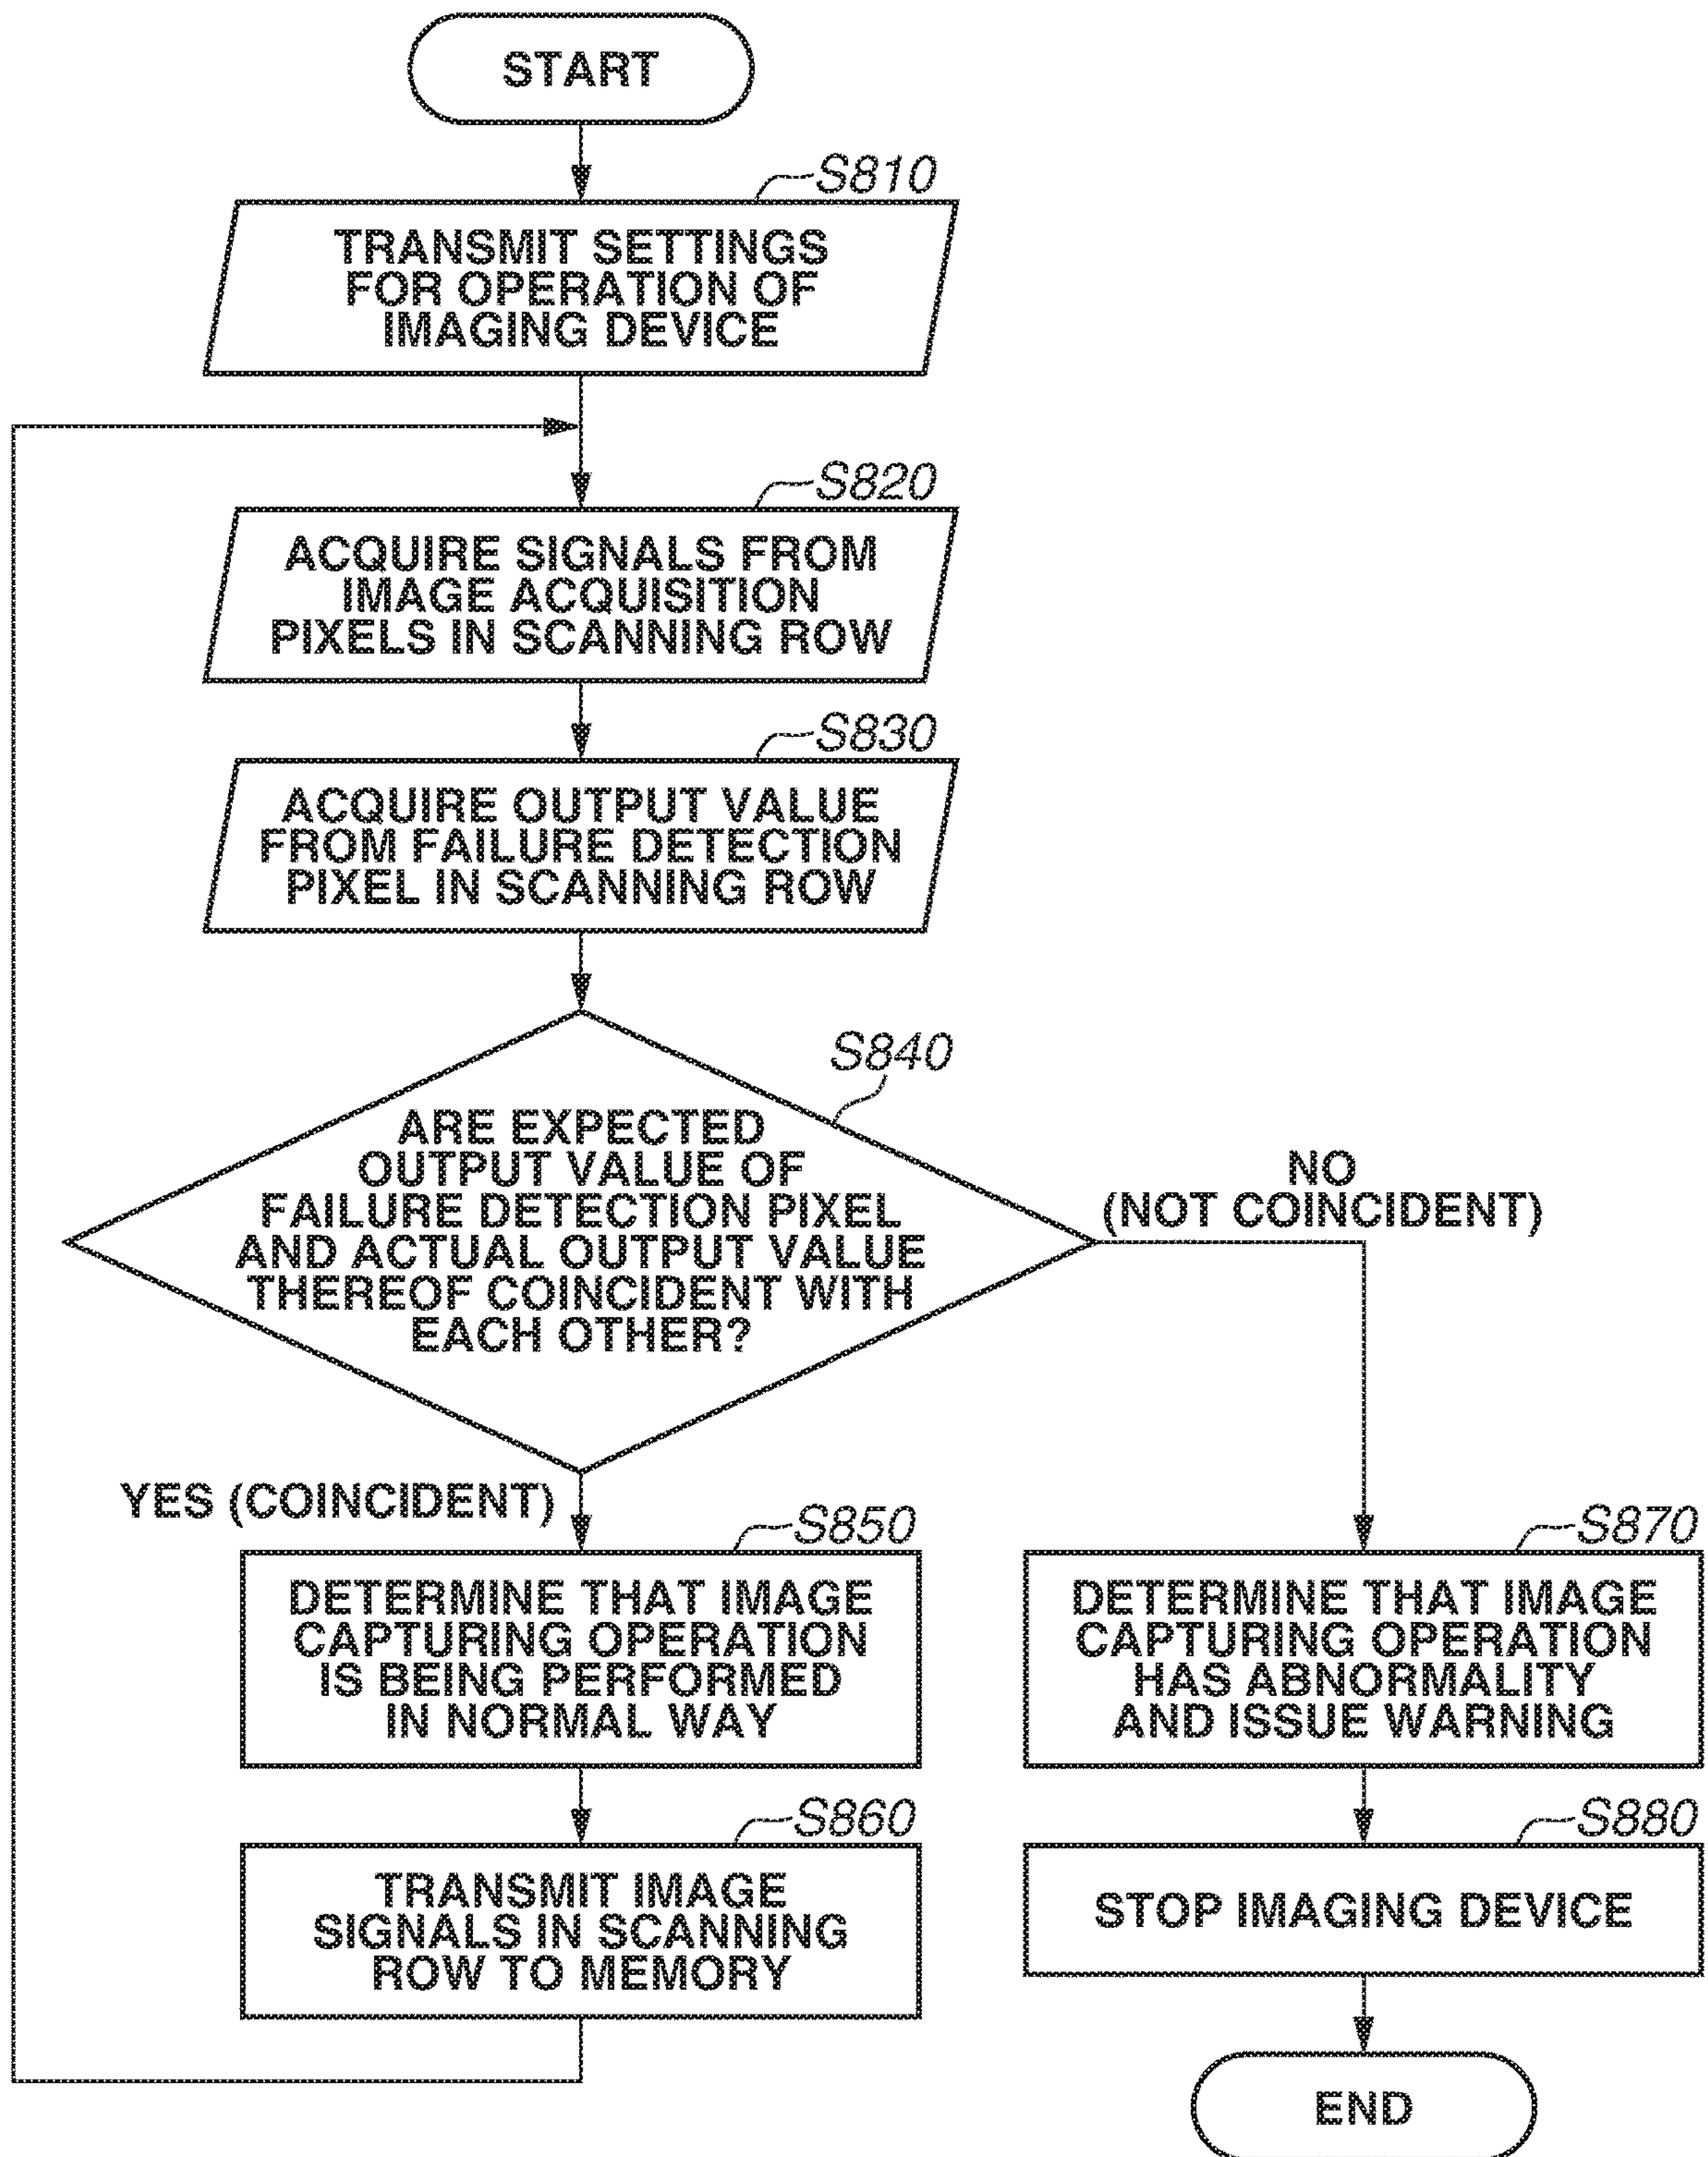 START
S810
TRANSMIT SETTINGS
FOR OPERATION OF
IMAGING DEVICE
S820
ACQUIRE SIGNALS FROM
IMAGE ACQUISITION
PIXELS IN SCANNING ROW
S830
ACQUIRE OUTPUT VALUE
FROM FAILURE DETECTION
PIXEL IN SCANNING ROW
S840
ARE EXPECTED
OUTPUT VALUE OF
FAILURE DETECTION PIXEL
AND ACTUAL OUTPUT VALUE
THEREOF COINCIDENT WITH
EACH OTHER?
NO
(NOT COINCIDENT)
YES (COINCIDENT)
S850
DETERMINE THAT IMAGE
CAPTURING OPERATION
IS BEING PERFORMED
IN NORMAL WAY
S860
TRANSMIT IMAGE
SIGNALS IN SCANNING
ROW TO MEMORY
S870
DETERMINE THAT IMAGE
CAPTURING OPERATION
HAS ABNORMALITY
AND ISSUE WARNING
S880
STOP IMAGING DEVICE
END